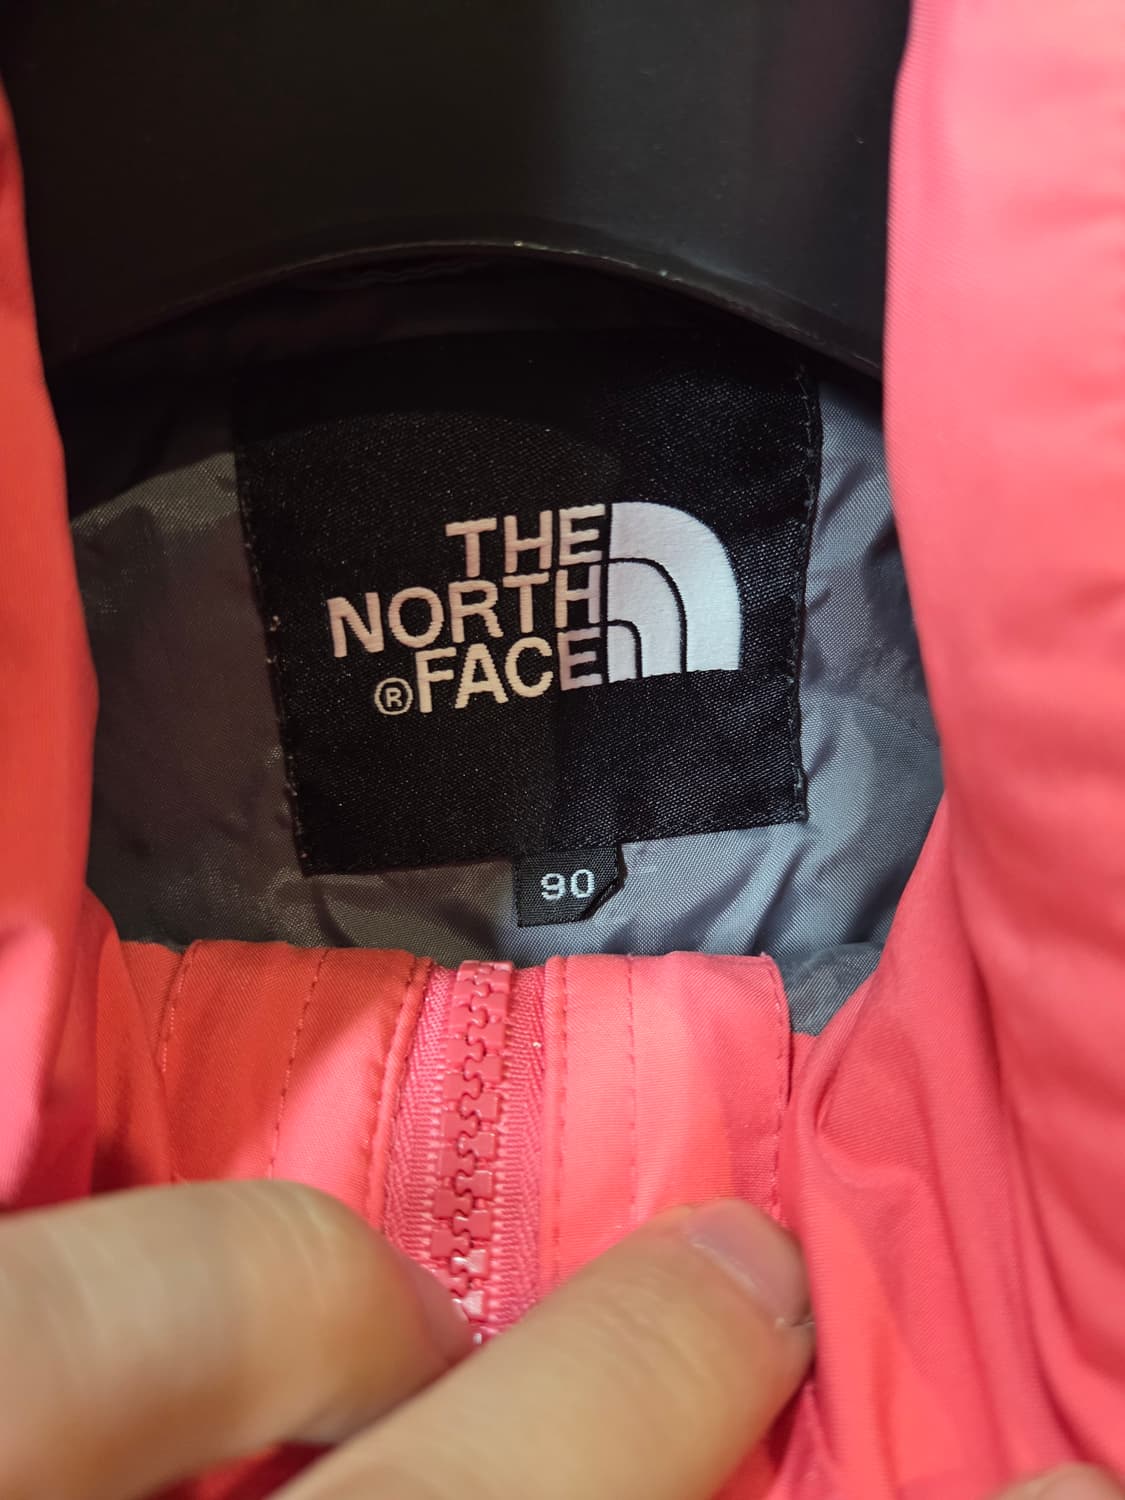 THE
NORTH
®FACE
90